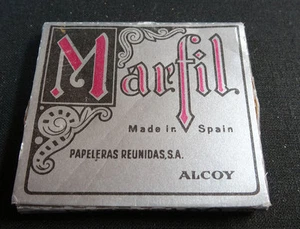 Marfil
Made in Spain
PAPELERAS REUNIDAS, S.A.
ALCOY